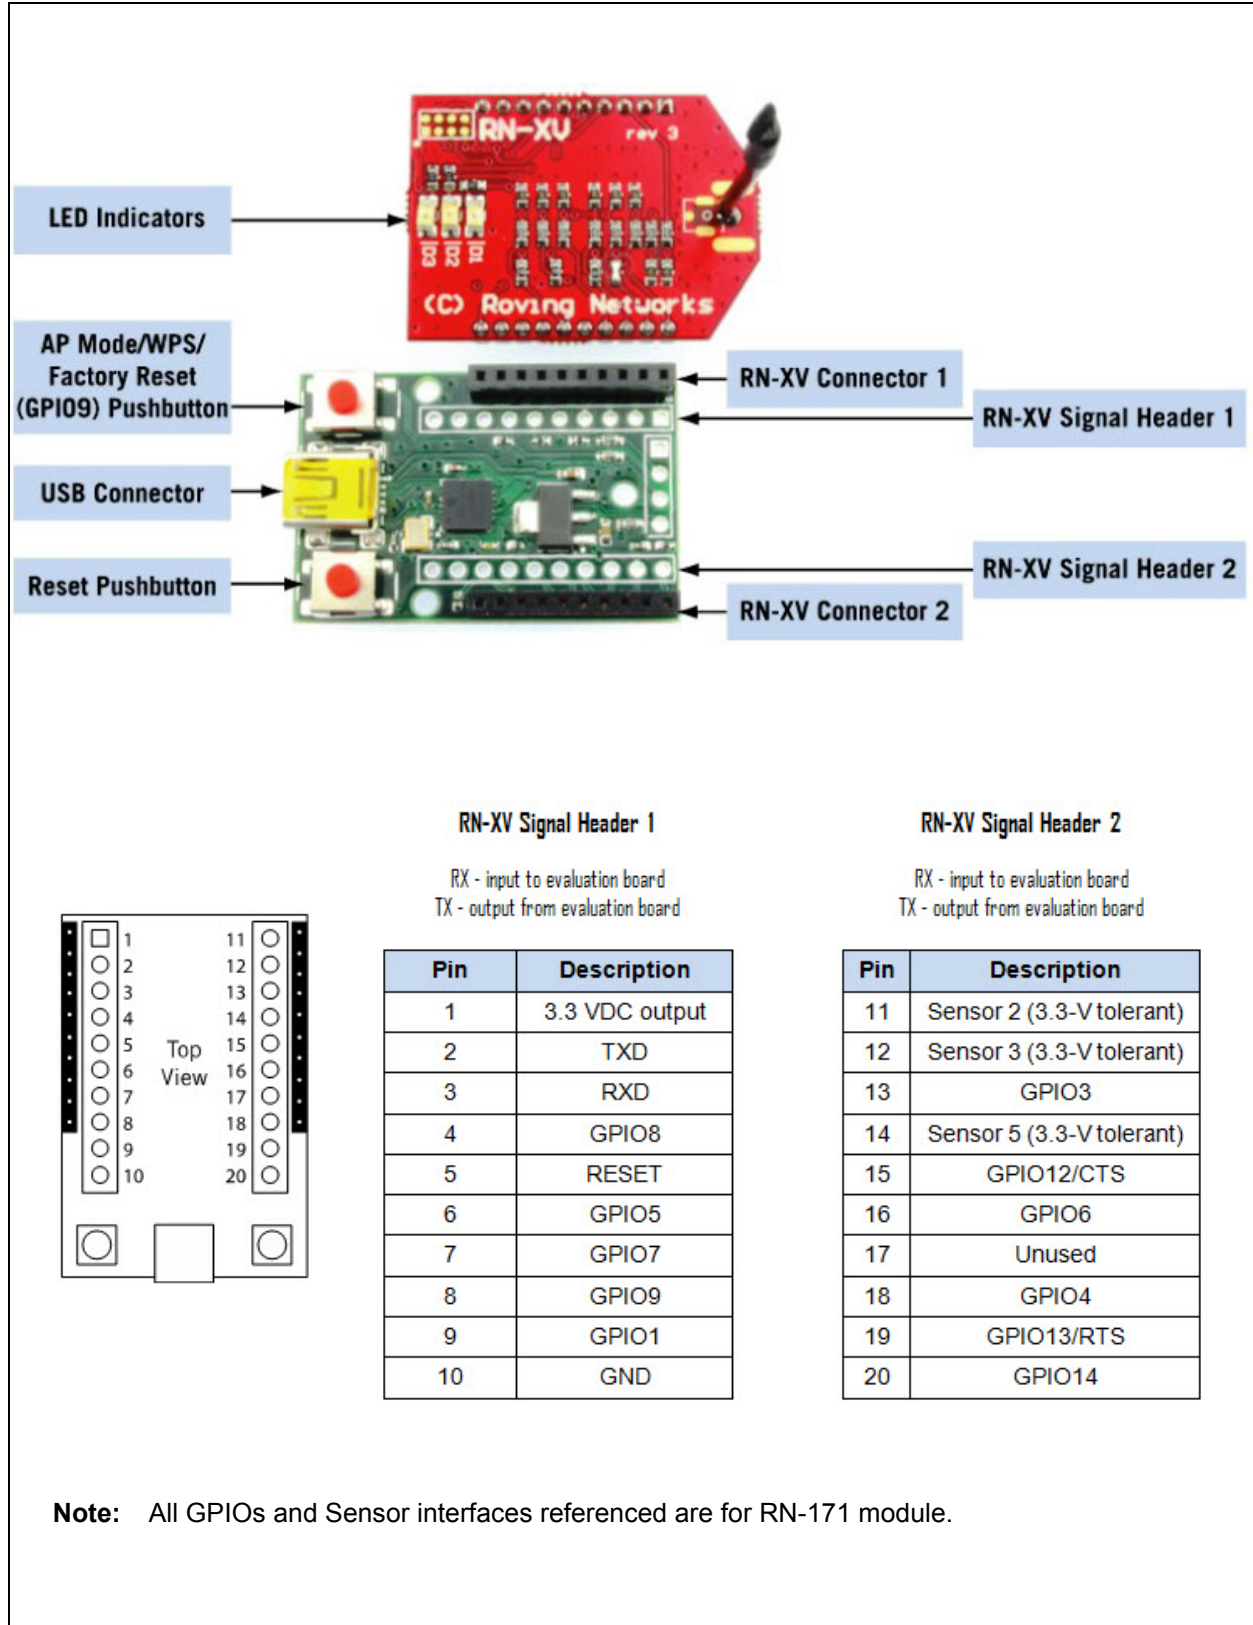 RN-XV rev 3
LED Indicators
D3 D2 D1
(C) Roving Networks
AP Mode/WPS/
Factory Reset
(GPIO9) Pushbutton
RN-XV Connector 1
RN-XV Signal Header 1
USB Connector
Reset Pushbutton
RN-XV Signal Header 2
RN-XV Connector 2
1 11
2 12
3 13
4 14
5 15
6 16
7 17
8 18
9 19
10 20
Top
View
RN-XV Signal Header 1
RX - input to evaluation board
TX - output from evaluation board
Pin Description
1 3.3 VDC output
2 TXD
3 RXD
4 GPIO8
5 RESET
6 GPIO5
7 GPIO7
8 GPIO9
9 GPIO1
10 GND
RN-XV Signal Header 2
RX - input to evaluation board
TX - output from evaluation board
Pin Description
11 Sensor 2 (3.3-V tolerant)
12 Sensor 3 (3.3-V tolerant)
13 GPIO3
14 Sensor 5 (3.3-V tolerant)
15 GPIO12/CTS
16 GPIO6
17 Unused
18 GPIO4
19 GPIO13/RTS
20 GPIO14
Note: All GPIOs and Sensor interfaces referenced are for RN-171 module.